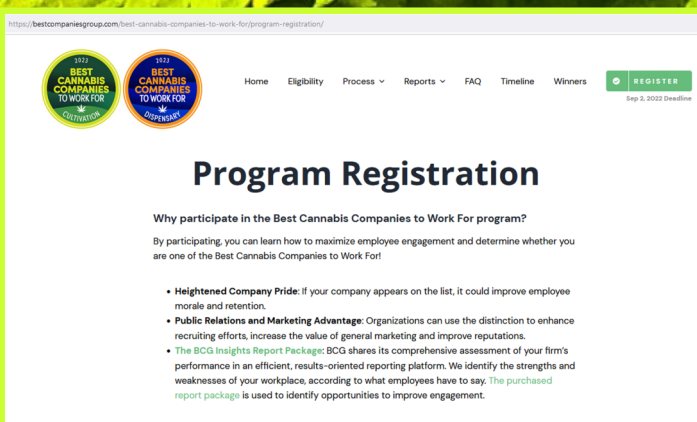 https://bestcompaniesgroup.com/best-cannabis-companies-to-work-for/program-registration/
2023
BEST
CANNABIS
COMPANIES
TO WORK FOR
CULTIVATION
2023
BEST
CANNABIS
COMPANIES
TO WORK FOR
DISPENSARY
Home Eligibility Process Reports FAQ Timeline Winners
REGISTER
Sep 2, 2022 Deadline
Program Registration
Why participate in the Best Cannabis Companies to Work For program?
By participating, you can learn how to maximize employee engagement and determine whether you
are one of the Best Cannabis Companies to Work For!
• Heightened Company Pride: If your company appears on the list, it could improve employee
morale and retention.
• Public Relations and Marketing Advantage: Organizations can use the distinction to enhance
recruiting efforts, increase the value of general marketing and improve reputations.
• The BCG Insights Report Package: BCG shares its comprehensive assessment of your firm's
performance in an efficient, results-oriented reporting platform. We identify the strengths and
weaknesses of your workplace, according to what employees have to say. The purchased
report package is used to identify opportunities to improve engagement.